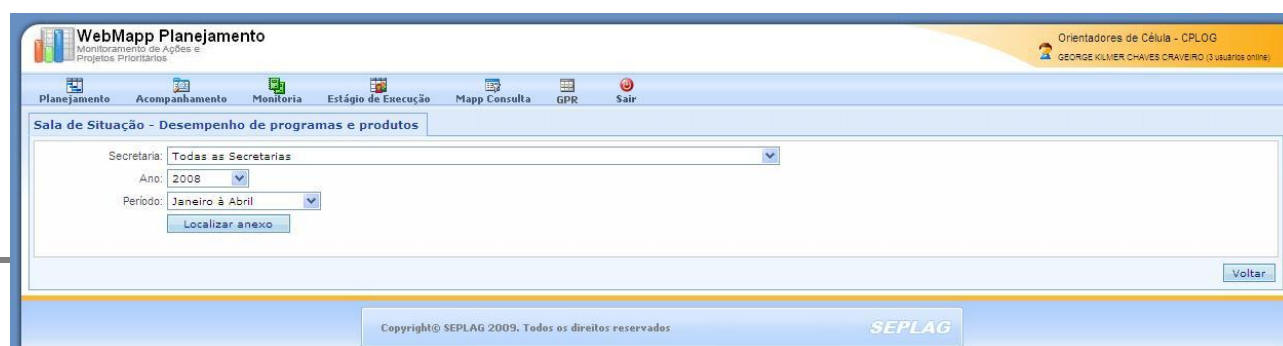 WebMapp Planejamento
Monitoramento de Ações e
Projetos Prioritários
Orientadores de Célula - CPLOG
GEORGE KILMER CHAVES CRAVEIRO (3 usuários online)
Planejamento Acompanhamento Monitoria Estágio de Execução Mapp Consulta GPR Sair
Sala de Situação - Desempenho de programas e produtos
Secretaria: Todas as Secretarias
Ano: 2008
Período: Janeiro à Abril
Localizar anexo
Voltar
Copyright© SEPLAG 2009. Todos os direitos reservados
SEPLAG